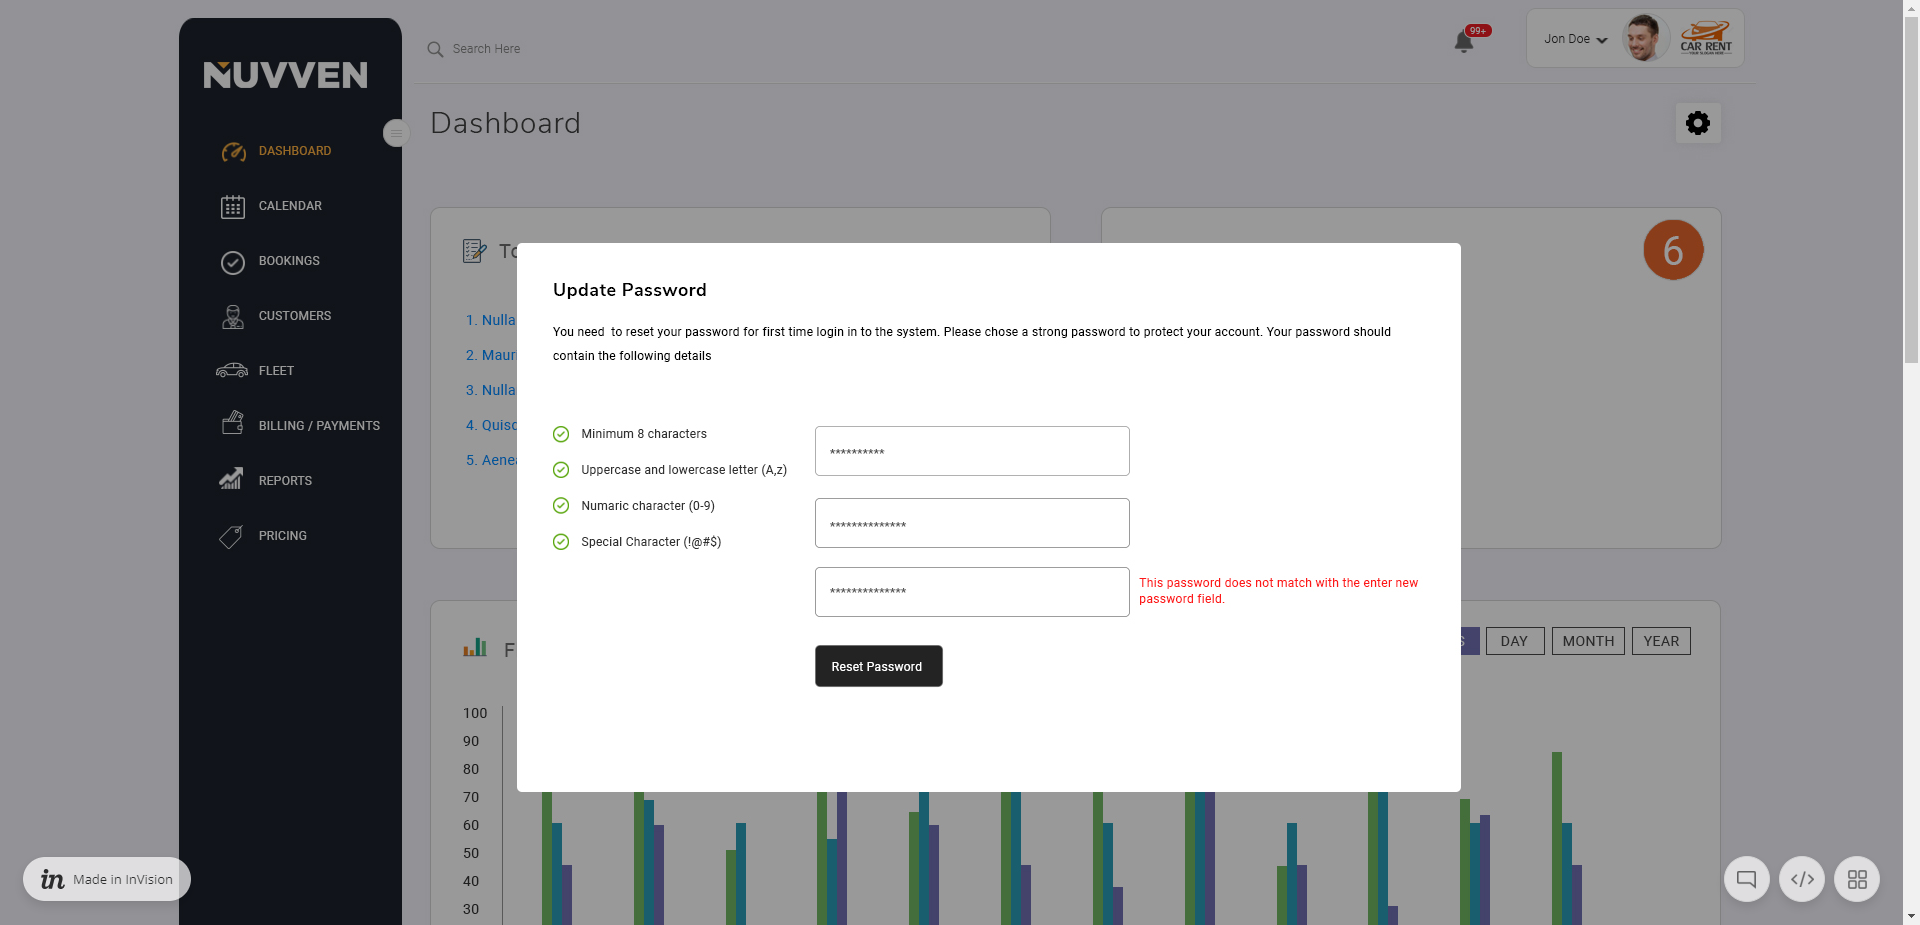 NUVVEN
Search Here
99+
Jon Doe
CAR RENT
Dashboard
DASHBOARD
CALENDAR
BOOKINGS
CUSTOMERS
FLEET
BILLING / PAYMENTS
REPORTS
PRICING
To
6
1. Nulla
2. Mauri
3. Nulla
4. Quisq
5. Aenea
Update Password
You need to reset your password for first time login in to the system. Please chose a strong password to protect your account. Your password should
contain the following details
Minimum 8 characters
Uppercase and lowercase letter (A,z)
Numaric character (0-9)
Special Character (!@#$)
**********
**************
**************
This password does not match with the enter new
password field.
Reset Password
F
S
DAY
MONTH
YEAR
100
90
80
70
60
50
40
30
in Made in InVision